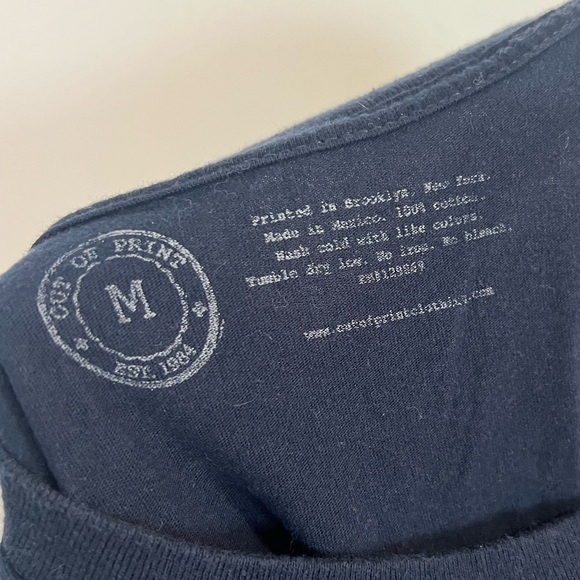 OUT OF PRINT
M
EST. 1984
Printed in Brooklyn, New York.
Made in Mexico. 100% cotton.
Wash cold with like colors.
Tumble dry low. No iron. No bleach.
www.outofprintclothing.com